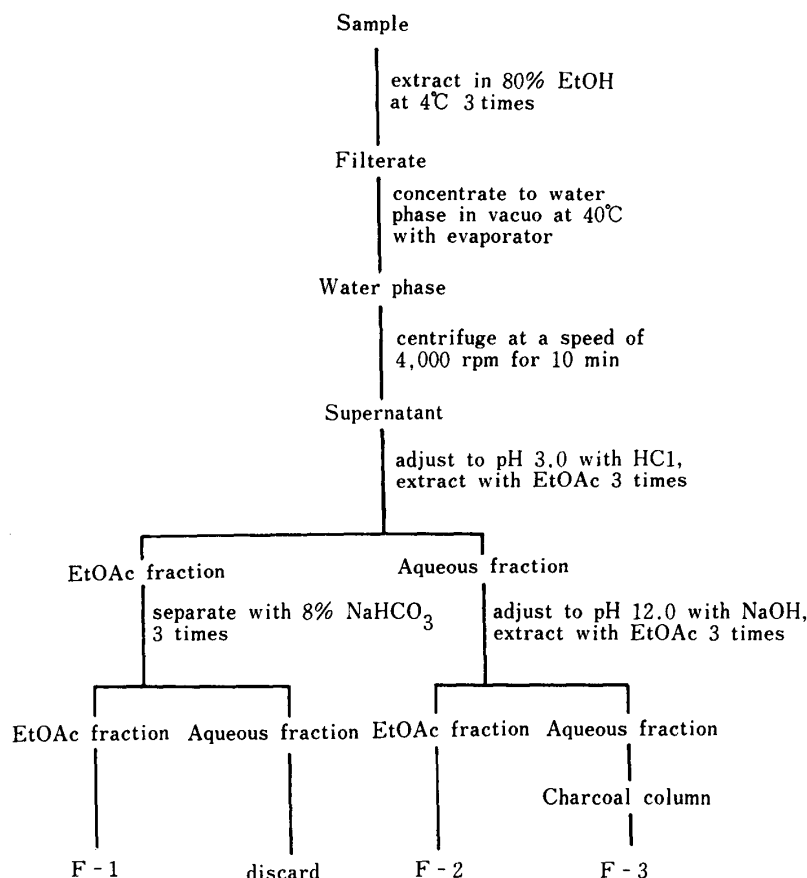 Sample
extract in 80% EtOH
at 4℃ 3 times
Filterate
concentrate to water
phase in vacuo at 40℃
with evaporator
Water phase
centrifuge at a speed of
4,000 rpm for 10 min
Supernatant
adjust to pH 3.0 with HCl,
extract with EtOAc 3 times
EtOAc fraction
Aqueous fraction
separate with 8% NaHCO3
3 times
adjust to pH 12.0 with NaOH,
extract with EtOAc 3 times
EtOAc fraction
Aqueous fraction
EtOAc fraction
Aqueous fraction
Charcoal column
F - 1
discard
F - 2
F - 3